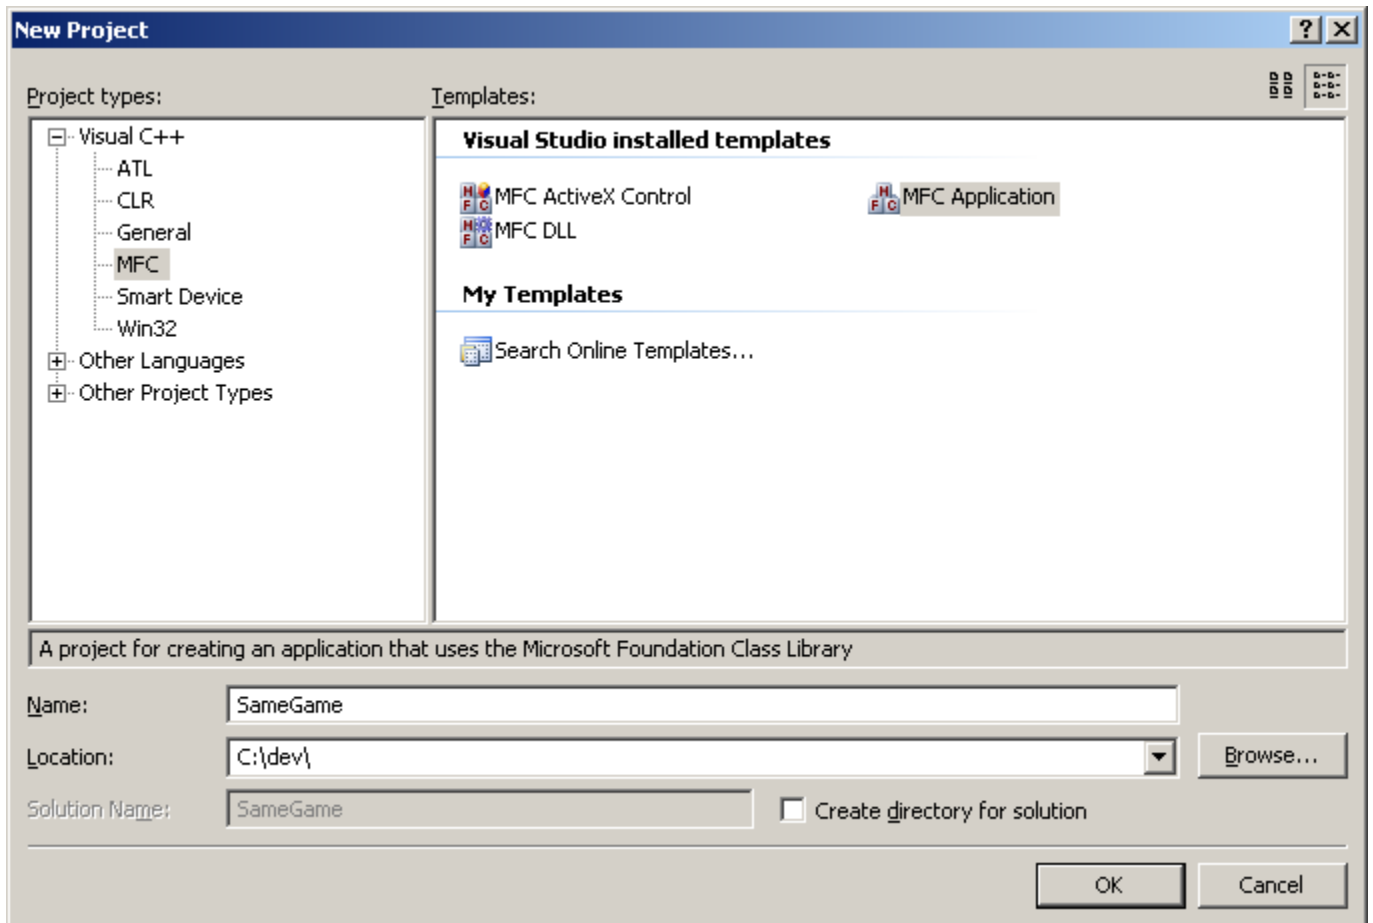 New Project
Project types:
Templates:
Visual C++
ATL
CLR
General
MFC
Smart Device
Win32
Other Languages
Other Project Types
Visual Studio installed templates
MFC ActiveX Control
MFC Application
MFC DLL
My Templates
Search Online Templates...
A project for creating an application that uses the Microsoft Foundation Class Library
Name:
SameGame
Location:
C:\dev\
Browse...
Solution Name:
SameGame
Create directory for solution
OK
Cancel